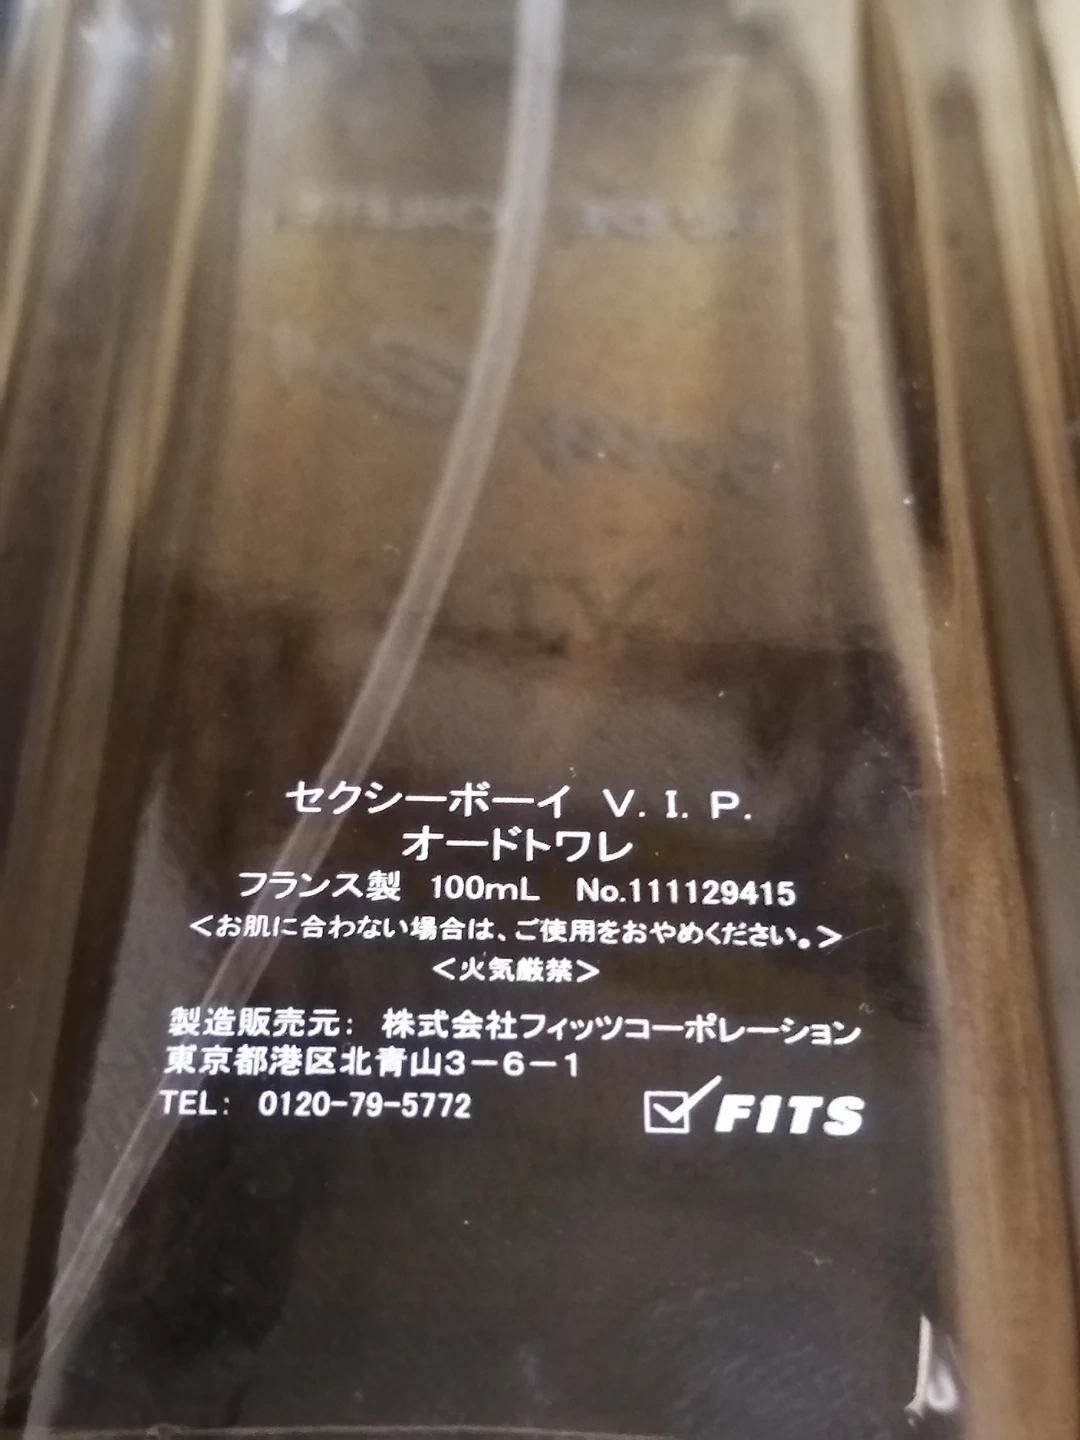 セクシーボーイ V. I. P.
オードトワレ
フランス製 100mL No.111129415
<お肌に合わない場合は、ご使用をおやめください。>
<火気厳禁>
製造販売元: 株式会社フィッツコーポレーション
東京都港区北青山3-6-1
TEL: 0120-79-5772
FITS